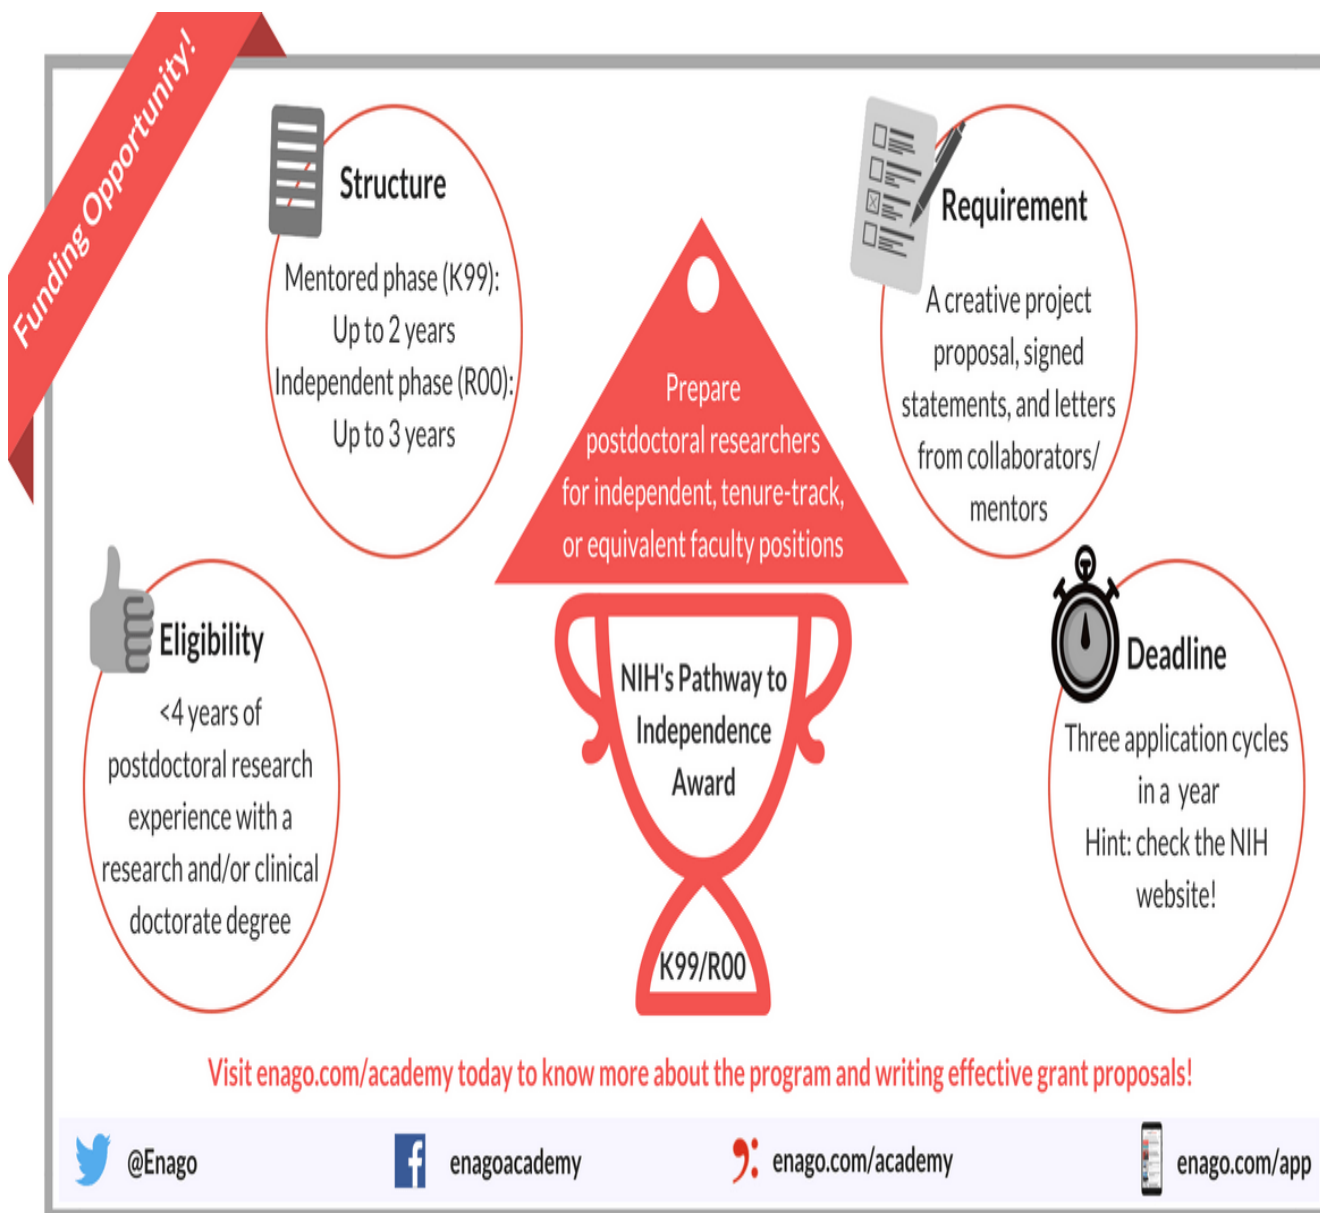 Funding Opportunity!
Structure
Mentored phase (K99):
Up to 2 years
Independent phase (R00):
Up to 3 years
Requirement
A creative project
proposal, signed
statements, and letters
from collaborators/
mentors
Prepare
postdoctoral researchers
for independent, tenure-track,
or equivalent faculty positions
Eligibility
<4 years of
postdoctoral research
experience with a
research and/or clinical
doctorate degree
NIH's Pathway to
Independence
Award
K99/R00
Deadline
Three application cycles
in a year
Hint: check the NIH
website!
Visit enago.com/academy today to know more about the program and writing effective grant proposals!
@Enago
enagoacademy
enago.com/academy
enago.com/app